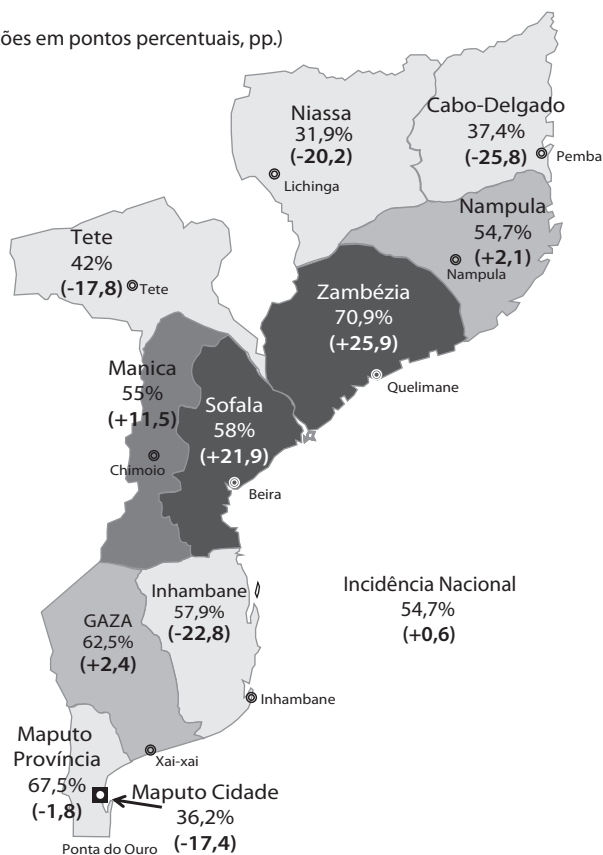 ões em pontos percentuais, pp.)
Niassa
31,9%
(-20,2)
Lichinga
Cabo-Delgado
37,4%
(-25,8)
Pemba
Nampula
54,7%
(+2,1)
Nampula
Tete
42%
(-17,8)
Tete
Zambézia
70,9%
(+25,9)
Quelimane
Manica
55%
(+11,5)
Chimoio
Sofala
58%
(+21,9)
Beira
Inhambane
57,9%
(-22,8)
Inhambane
Incidência Nacional
54,7%
(+0,6)
GAZA
62,5%
(+2,4)
Xai-xai
Maputo
Província
67,5%
(-1,8)
Maputo Cidade
36,2%
(-17,4)
Ponta do Ouro